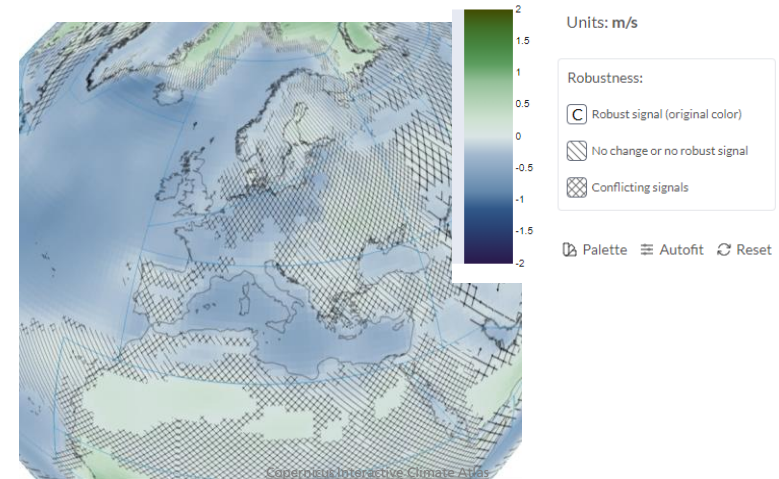 2
1.5
1
0.5
0
-0.5
-1
-1.5
-2
Units: m/s
Robustness:
C Robust signal (original color)
No change or no robust signal
Conflicting signals
Palette Autofit Reset
Copernicus Interactive Climate Atlas